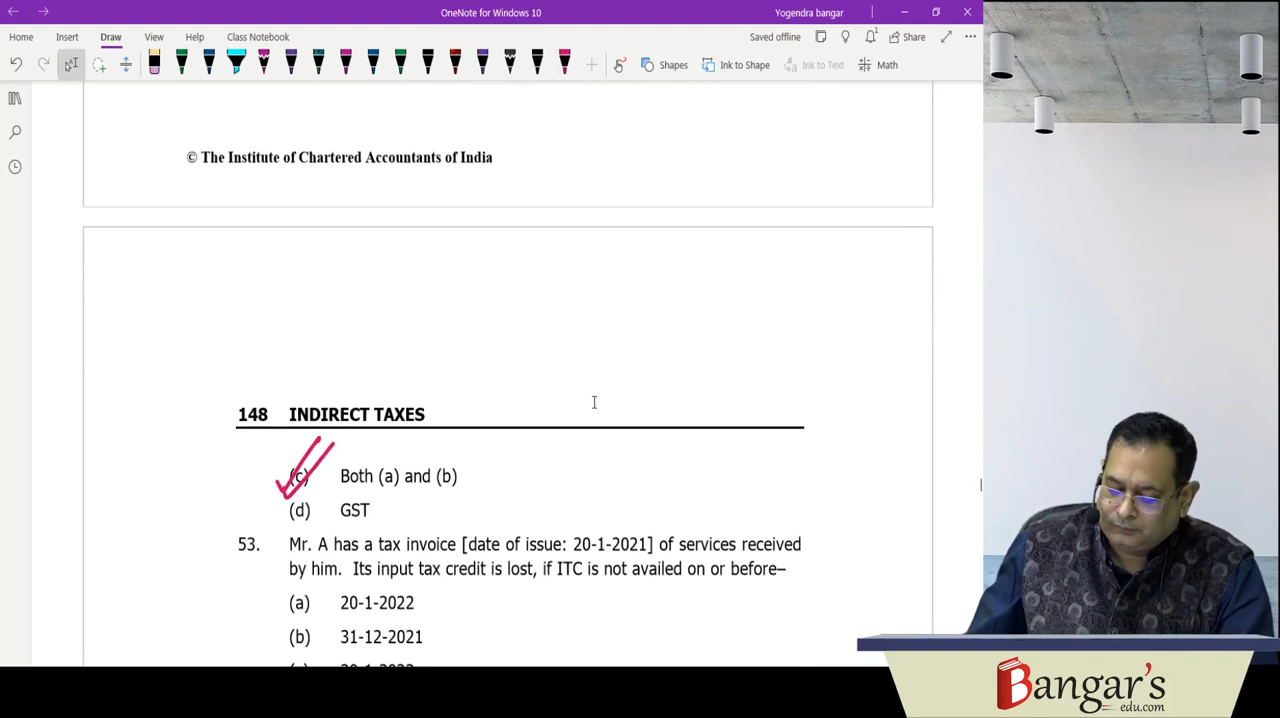 OneNote for Windows 10
Yogendra bangar
Home Insert Draw View Help Class Notebook
Saved offline
Share
Shapes
Ink to Shape
Ink to Text
Math
© The Institute of Chartered Accountants of India
148 INDIRECT TAXES
(c) Both (a) and (b)
(d) GST
53. Mr. A has a tax invoice [date of issue: 20-1-2021] of services received
by him. Its input tax credit is lost, if ITC is not availed on or before–
(a) 20-1-2022
(b) 31-12-2021
Bangar's
edu.com